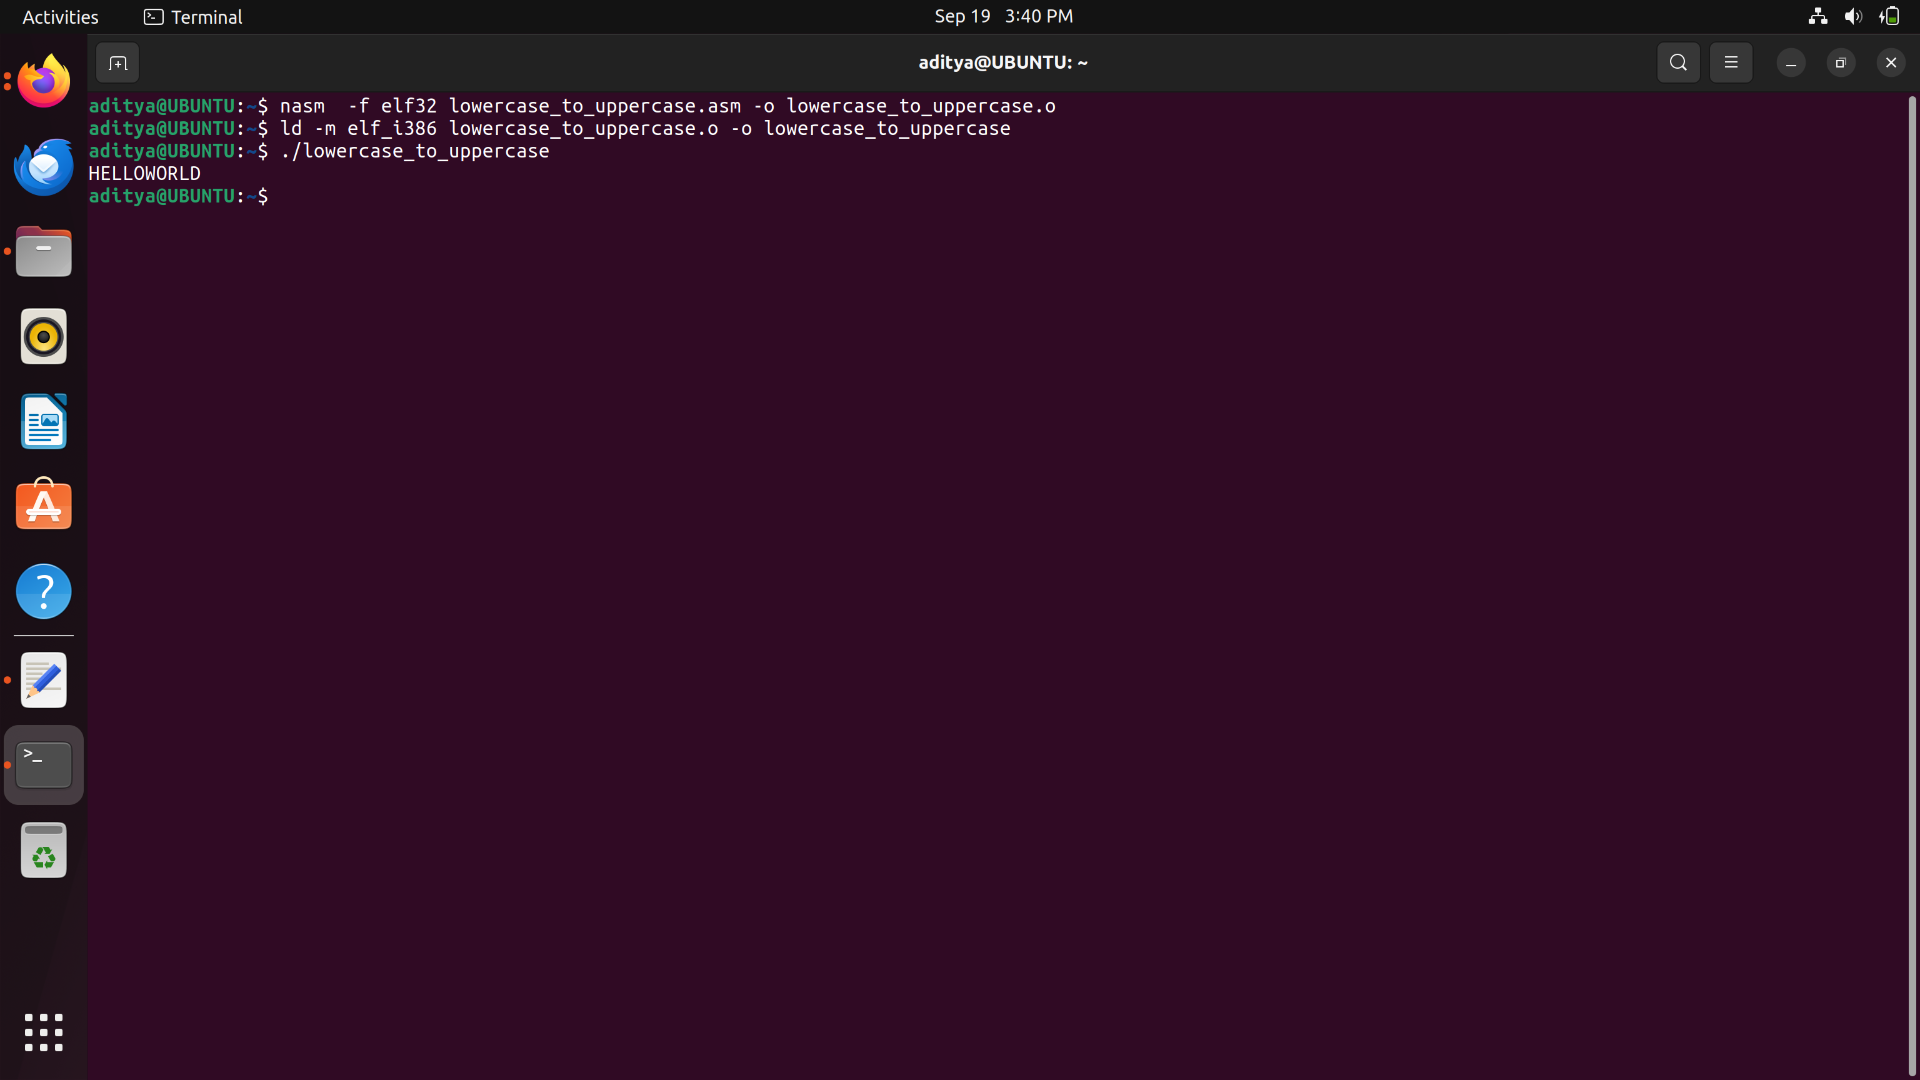 Activities Terminal Sep 19 3:40 PM
aditya@UBUNTU: ~
aditya@UBUNTU:~$ nasm  -f elf32 lowercase_to_uppercase.asm -o lowercase_to_uppercase.o
aditya@UBUNTU:~$ ld -m elf_i386 lowercase_to_uppercase.o -o lowercase_to_uppercase
aditya@UBUNTU:~$ ./lowercase_to_uppercase
HELLOWORLD
aditya@UBUNTU:~$